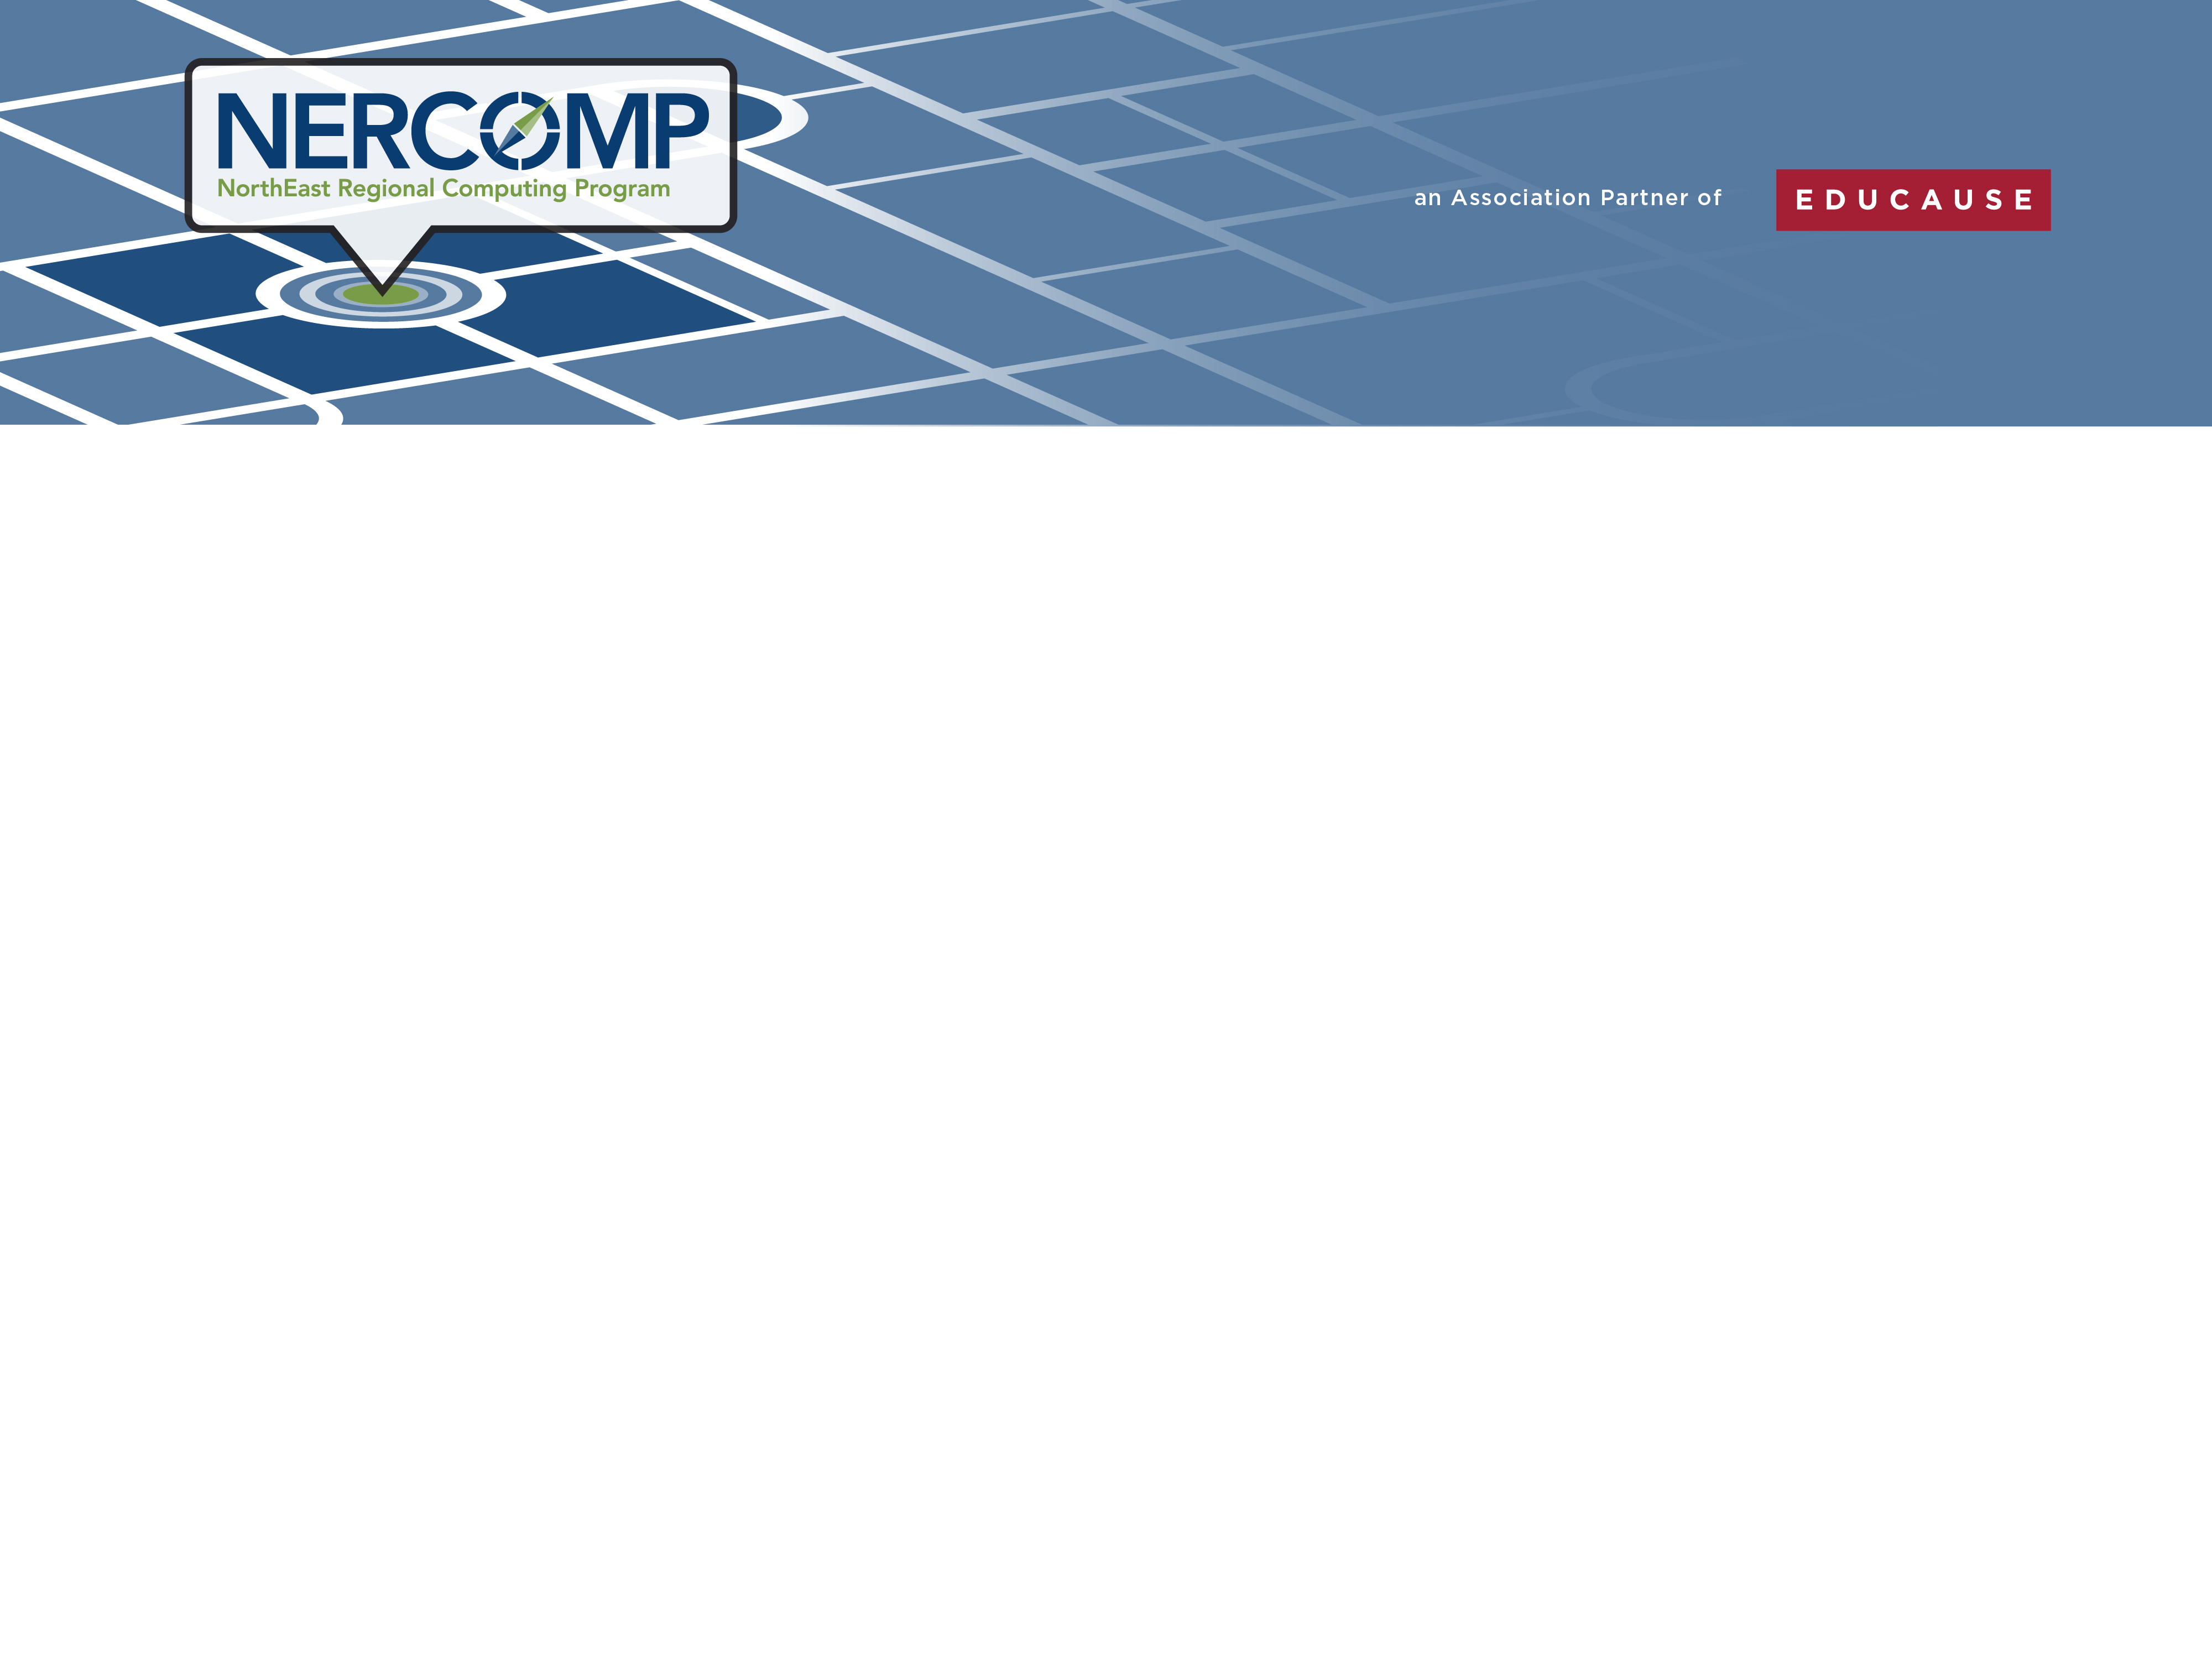 NERCOMP
NorthEast Regional Computing Program
an Association Partner of
EDUCAUSE